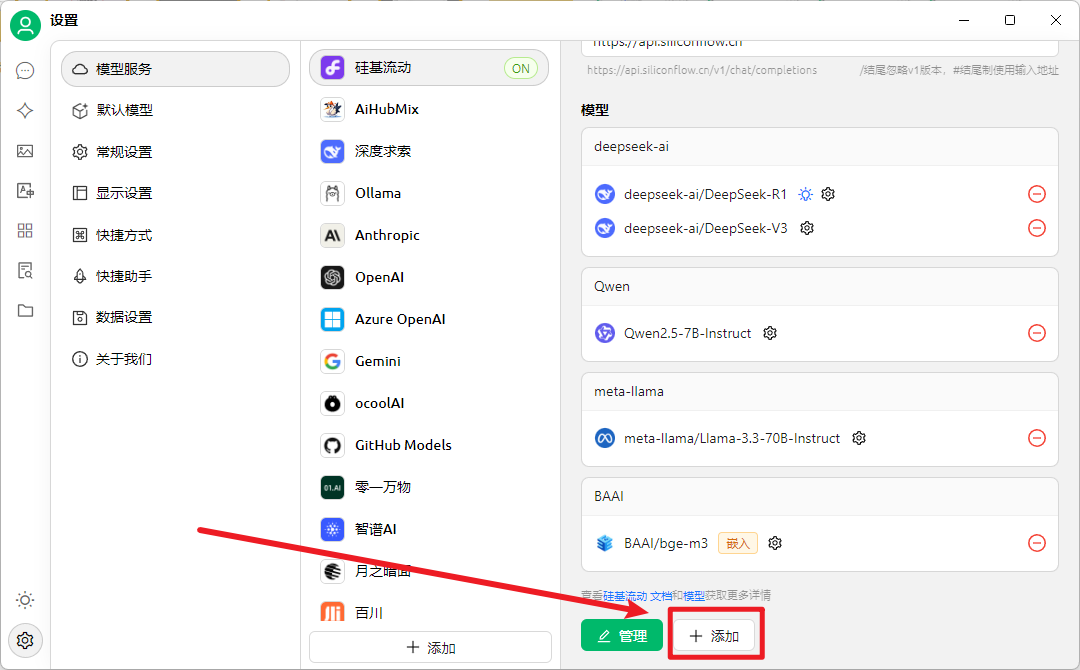 设置
模型服务
默认模型
常规设置
显示设置
快捷方式
快捷助手
数据设置
关于我们
硅基流动 ON
AiHubMix
深度求索
Ollama
Anthropic
OpenAI
Azure OpenAI
Gemini
ocoolAI
GitHub Models
01.AI 零一万物
智谱AI
月之暗面
百川
添加
https://api.siliconflow.cn
https://api.siliconflow.cn/v1/chat/completions /结尾忽略v1版本，#结尾制使用输入地址
模型
deepseek-ai
deepseek-ai/DeepSeek-R1
deepseek-ai/DeepSeek-V3
Qwen
Qwen2.5-7B-Instruct
meta-llama
meta-llama/Llama-3.3-70B-Instruct
BAAI
BAAI/bge-m3 嵌入
查看硅基流动 文档和模型获取更多详情
管理 添加